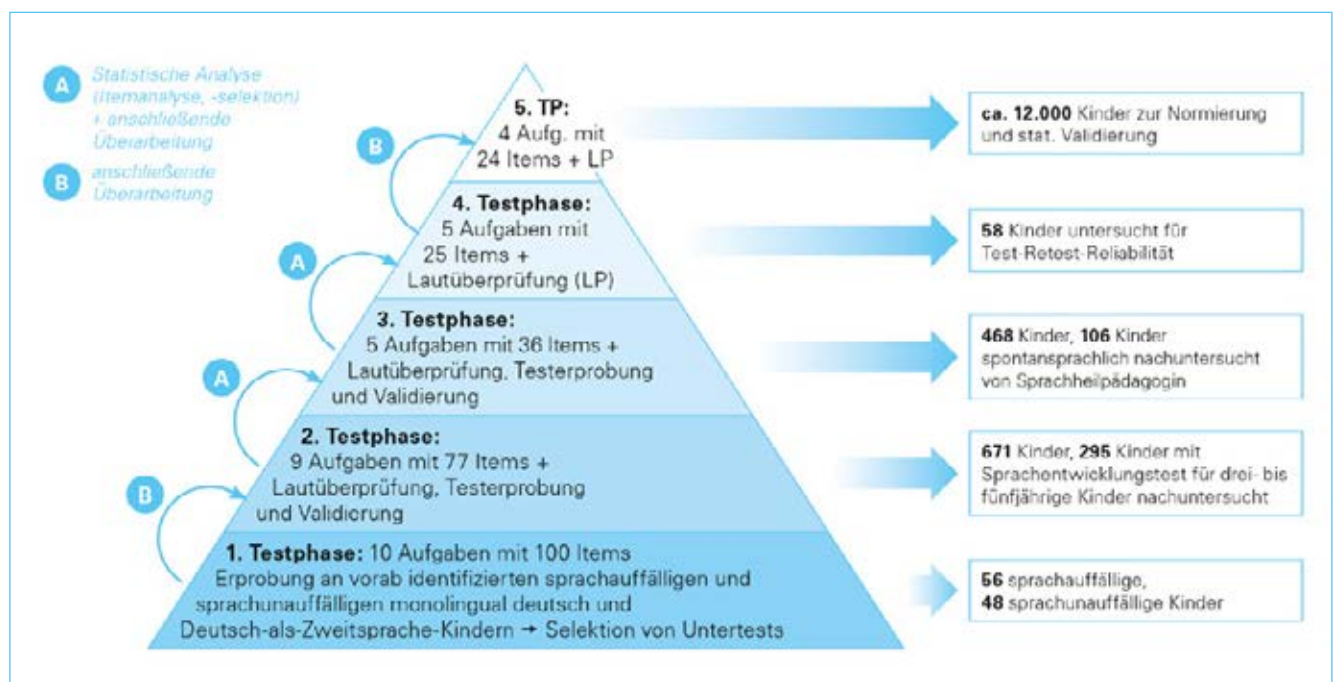 A
Statistische Analyse
(Itemanalyse, -selektion)
+ anschließende
Überarbeitung
B
anschließende
Überarbeitung
5. TP:
4 Aufg. mit
24 Items + LP
ca. 12.000 Kinder zur Normierung
und stat. Validierung
B
4. Testphase:
5 Aufgaben mit
25 Items +
Lautüberprüfung (LP)
58 Kinder untersucht für
Test-Retest-Reliabilität
A
3. Testphase:
5 Aufgaben mit 36 Items +
Lautüberprüfung, Testerprobung
und Validierung
468 Kinder, 106 Kinder
spontansprachlich nachuntersucht
von Sprachheilpädagogin
A
2. Testphase:
9 Aufgaben mit 77 Items +
Lautüberprüfung, Testerprobung
und Validierung
671 Kinder, 295 Kinder mit
Sprachentwicklungstest für drei- bis
fünfjährige Kinder nachuntersucht
B
1. Testphase: 10 Aufgaben mit 100 Items
Erprobung an vorab identifizierten sprachauffälligen und
sprachunauffälligen monolingual deutsch und
Deutsch-als-Zweitsprache-Kindern → Selektion von Untertests
56 sprachauffällige,
48 sprachunauffällige Kinder